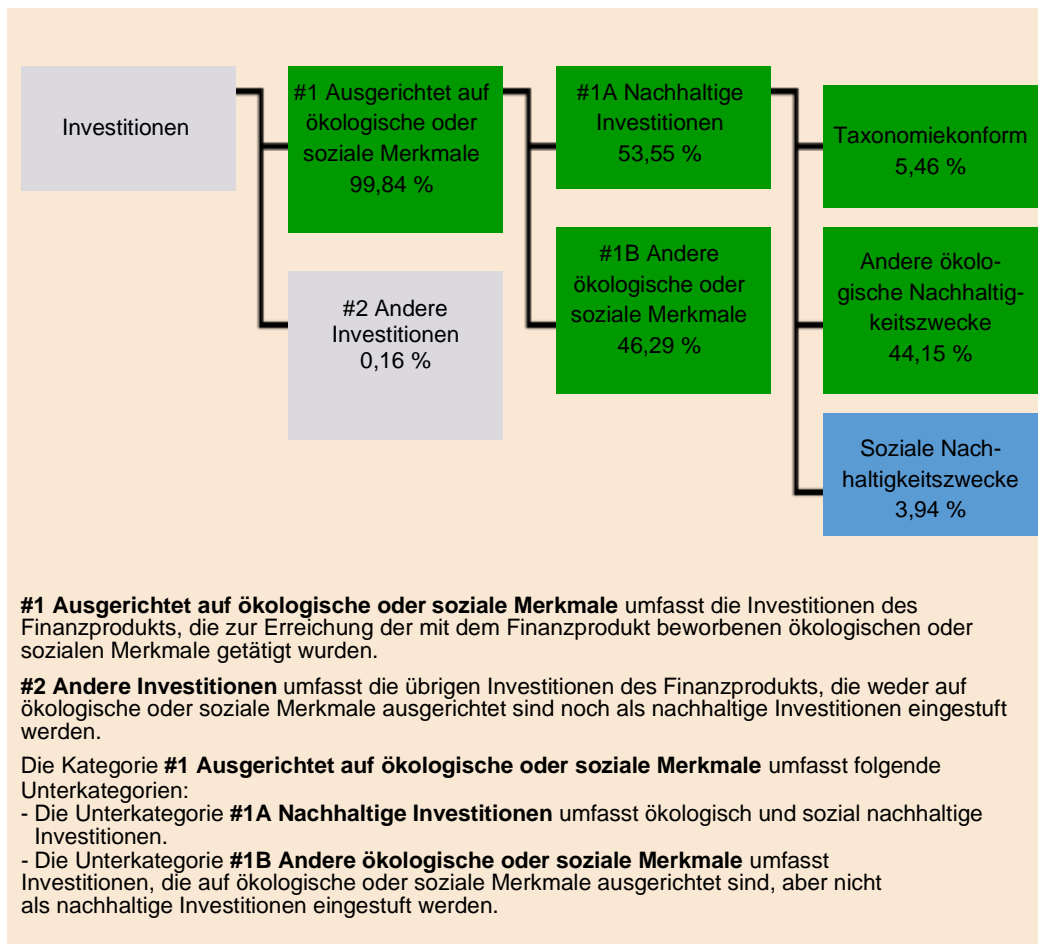 Investitionen
#1 Ausgerichtet auf
ökologische oder
soziale Merkmale
99,84 %
#2 Andere
Investitionen
0,16 %
#1A Nachhaltige
Investitionen
53,55 %
#1B Andere
ökologische oder
soziale Merkmale
46,29 %
Taxonomiekonform
5,46 %
Andere ökolo-
gische Nachhaltig-
keitszwecke
44,15 %
Soziale Nach-
haltigkeitszwecke
3,94 %
#1 Ausgerichtet auf ökologische oder soziale Merkmale umfasst die Investitionen des
Finanzprodukts, die zur Erreichung der mit dem Finanzprodukt beworbenen ökologischen oder
sozialen Merkmale getätigt wurden.
#2 Andere Investitionen umfasst die übrigen Investitionen des Finanzprodukts, die weder auf
ökologische oder soziale Merkmale ausgerichtet sind noch als nachhaltige Investitionen eingestuft
werden.
Die Kategorie #1 Ausgerichtet auf ökologische oder soziale Merkmale umfasst folgende
Unterkategorien:
- Die Unterkategorie #1A Nachhaltige Investitionen umfasst ökologisch und sozial nachhaltige
Investitionen.
- Die Unterkategorie #1B Andere ökologische oder soziale Merkmale umfasst
Investitionen, die auf ökologische oder soziale Merkmale ausgerichtet sind, aber nicht
als nachhaltige Investitionen eingestuft werden.